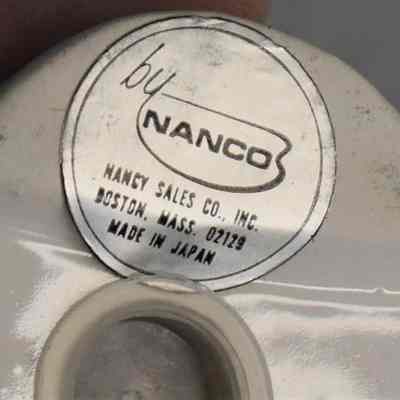 by
NANCO
NANCY SALES CO., INC.
BOSTON, MASS. 02129
MADE IN JAPAN